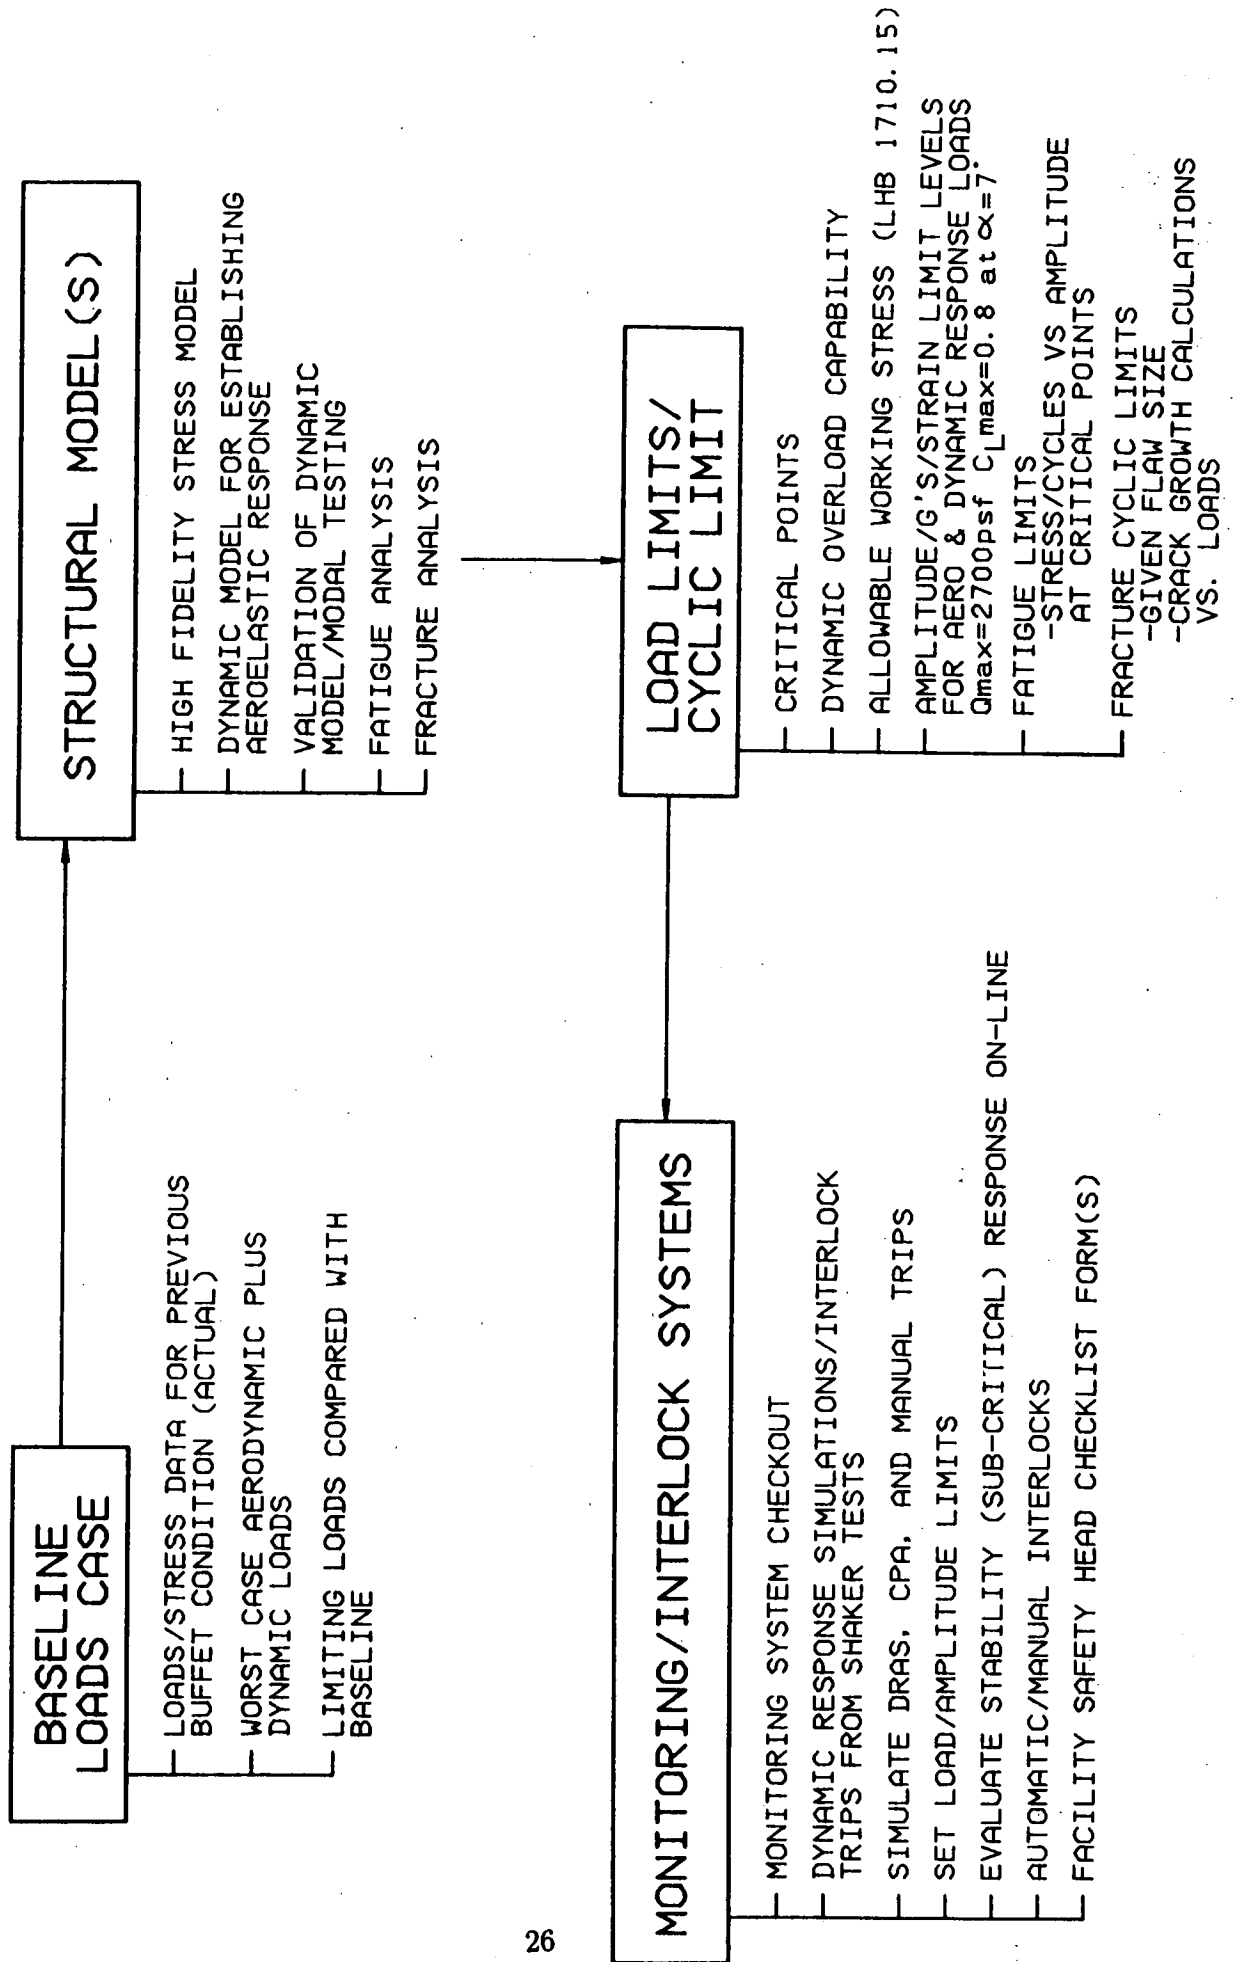 BASELINE
LOADS CASE
LOADS/STRESS DATA FOR PREVIOUS
BUFFET CONDITION (ACTUAL)
WORST CASE AERODYNAMIC PLUS
DYNAMIC LOADS
LIMITING LOADS COMPARED WITH
BASELINE
STRUCTURAL MODEL(S)
HIGH FIDELITY STRESS MODEL
DYNAMIC MODEL FOR ESTABLISHING
AEROELASTIC RESPONSE
VALIDATION OF DYNAMIC
MODEL/MODAL TESTING
FATIGUE ANALYSIS
FRACTURE ANALYSIS
MONITORING/INTERLOCK SYSTEMS
MONITORING SYSTEM CHECKOUT
DYNAMIC RESPONSE SIMULATIONS/INTERLOCK
TRIPS FROM SHAKER TESTS
SIMULATE DRAS, CPA, AND MANUAL TRIPS
SET LOAD/AMPLITUDE LIMITS
EVALUATE STABILITY (SUB-CRITICAL) RESPONSE ON-LINE
AUTOMATIC/MANUAL INTERLOCKS
FACILITY SAFETY HEAD CHECKLIST FORM(S)
LOAD LIMITS/
CYCLIC LIMIT
CRITICAL POINTS
DYNAMIC OVERLOAD CAPABILITY
ALLOWABLE WORKING STRESS (LHB 1710.15)
AMPLITUDE/G'S/STRAIN LIMIT LEVELS
FOR AERO & DYNAMIC RESPONSE LOADS
Qmax=2700psf CLmax=0.8 at ∝=7°
FATIGUE LIMITS
-STRESS/CYCLES VS AMPLITUDE
AT CRITICAL POINTS
FRACTURE CYCLIC LIMITS
-GIVEN FLAW SIZE
-CRACK GROWTH CALCULATIONS
VS. LOADS
26